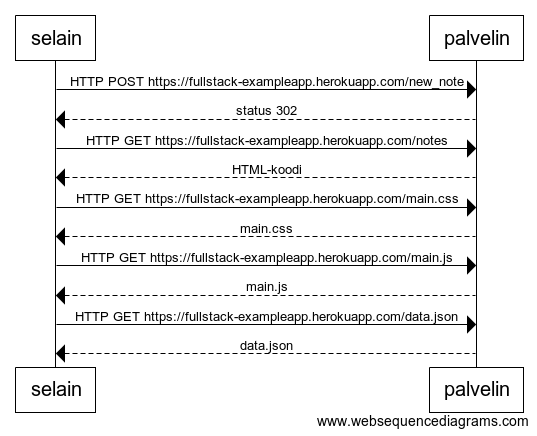 selain palvelin
HTTP POST https://fullstack-exampleapp.herokuapp.com/new_note
status 302
HTTP GET https://fullstack-exampleapp.herokuapp.com/notes
HTML-koodi
HTTP GET https://fullstack-exampleapp.herokuapp.com/main.css
main.css
HTTP GET https://fullstack-exampleapp.herokuapp.com/main.js
main.js
HTTP GET https://fullstack-exampleapp.herokuapp.com/data.json
data.json
selain palvelin
www.websequencediagrams.com